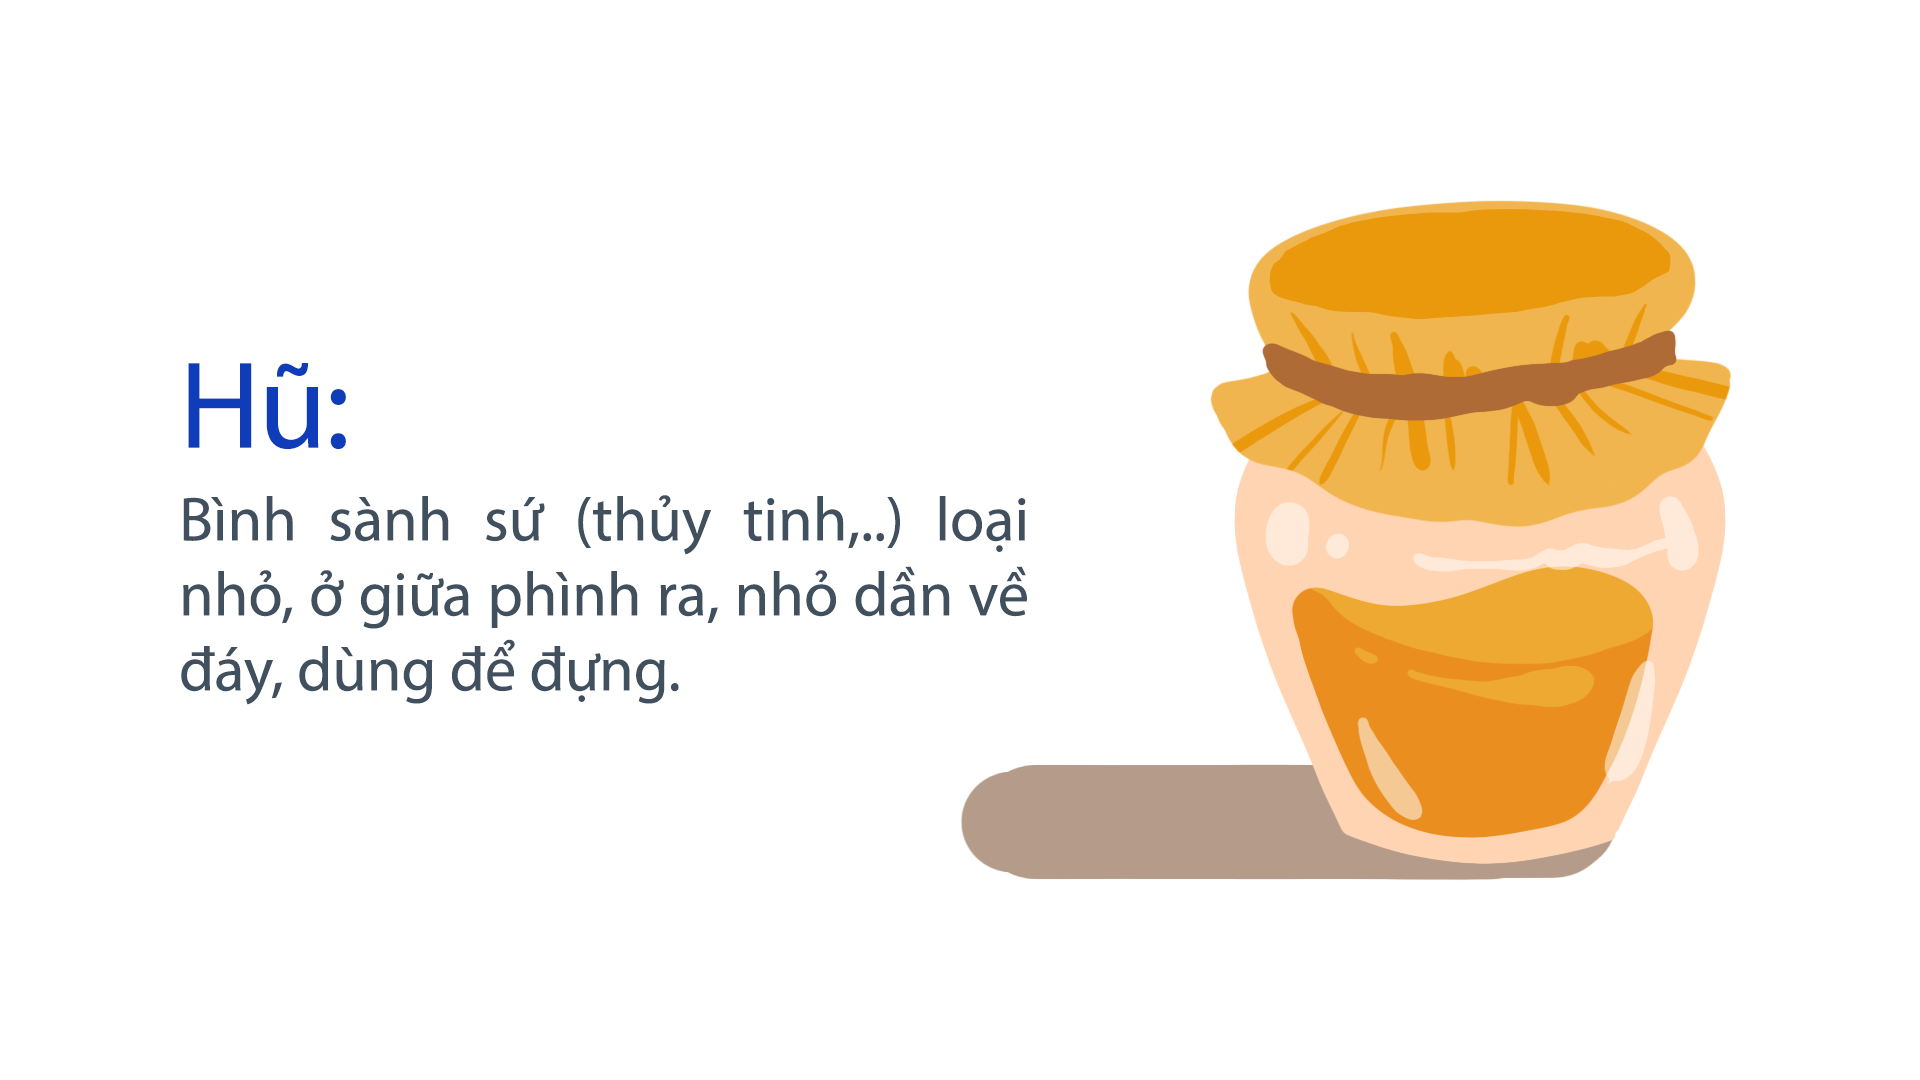 Hũ:
Bình sành sứ (thủy tinh,..) loại
nhỏ, ở giữa phình ra, nhỏ dần về
đáy, dùng để đựng.